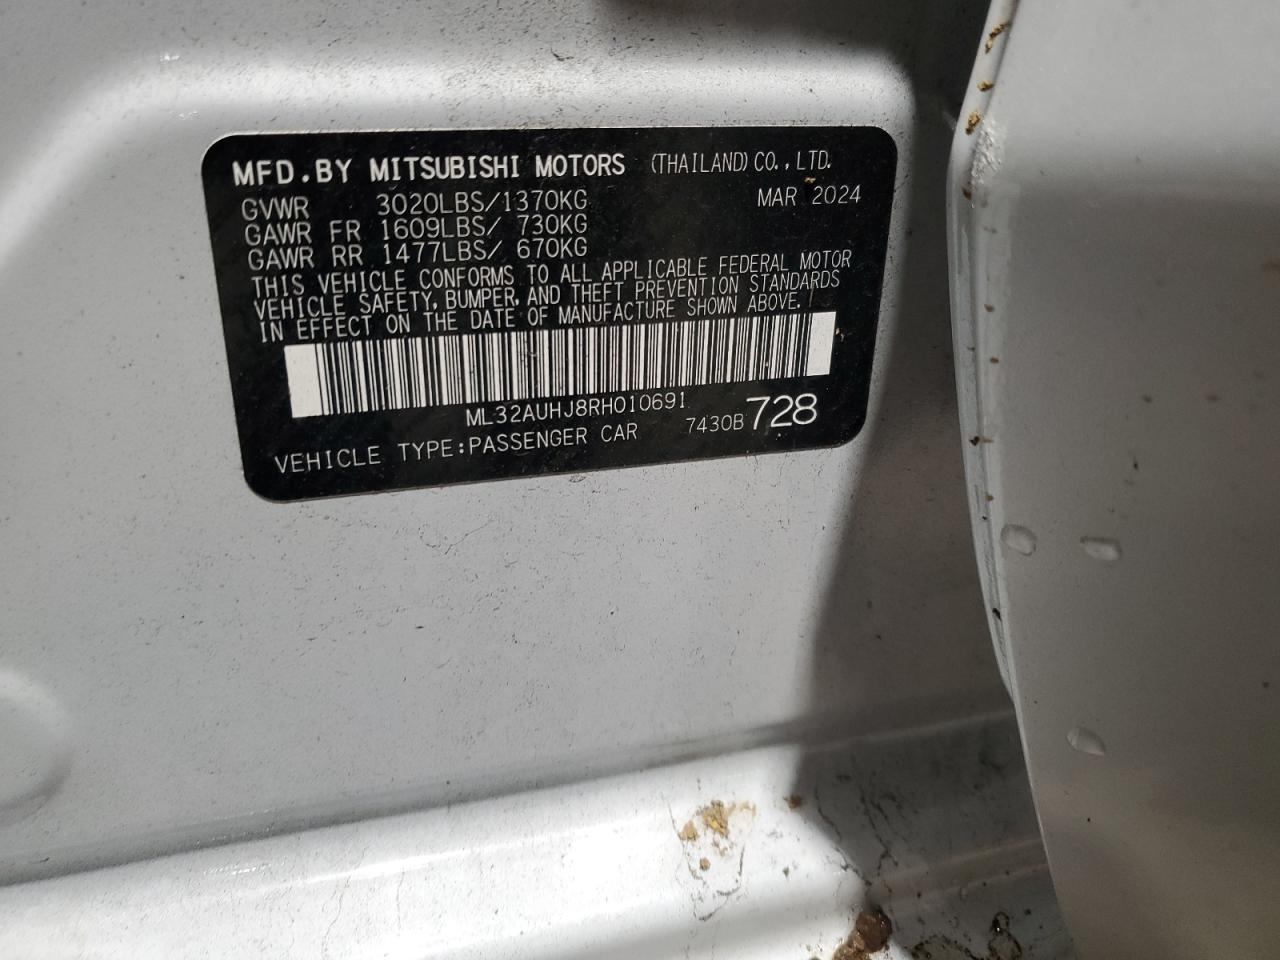 MFD.BY MITSUBISHI MOTORS (THAILAND) CO.,LTD.
GVWR 3020LBS/1370KG MAR 2024
GAWR FR 1609LBS/ 730KG
GAWR RR 1477LBS/ 670KG
THIS VEHICLE CONFORMS TO ALL APPLICABLE FEDERAL MOTOR
VEHICLE SAFETY, BUMPER, AND THEFT PREVENTION STANDARDS
IN EFFECT ON THE DATE OF MANUFACTURE SHOWN ABOVE.
ML32AUHJ8RH010691
VEHICLE TYPE:PASSENGER CAR 7430B 728